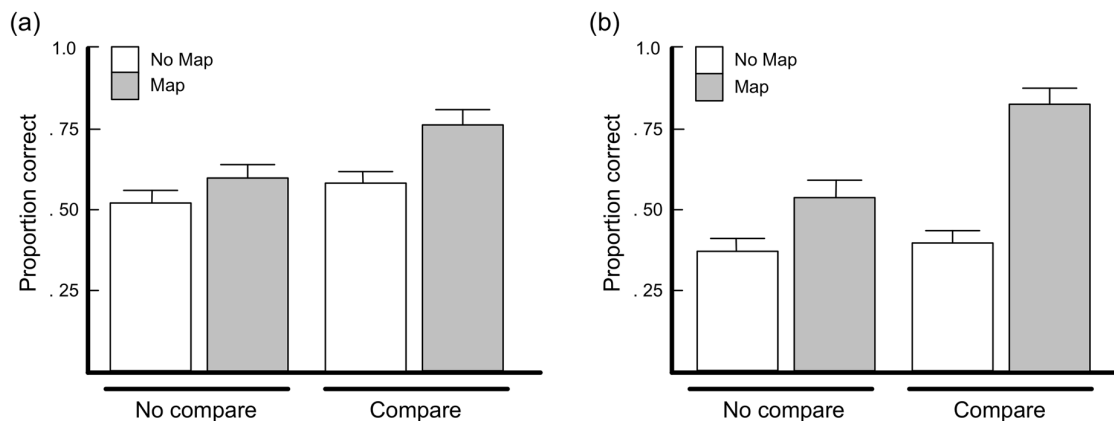 (a)
1.0
No Map
Map
. 75
. 50
. 25
Proportion correct
No compare
Compare
(b)
1.0
No Map
Map
. 75
. 50
. 25
Proportion correct
No compare
Compare